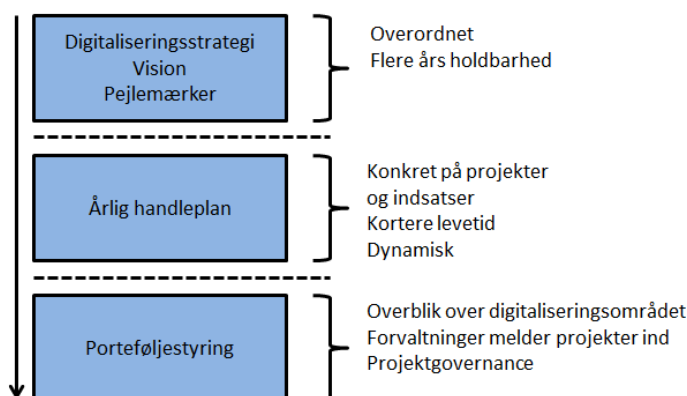 Digitaliseringsstrategi
Vision
Pejlemærker
Overordnet
Flere års holdbarhed
Årlig handleplan
Konkret på projekter
og indsatser
Kortere levetid
Dynamisk
Porteføljestyring
Overblik over digitaliseringsområdet
Forvaltninger melder projekter ind
Projektgovernance